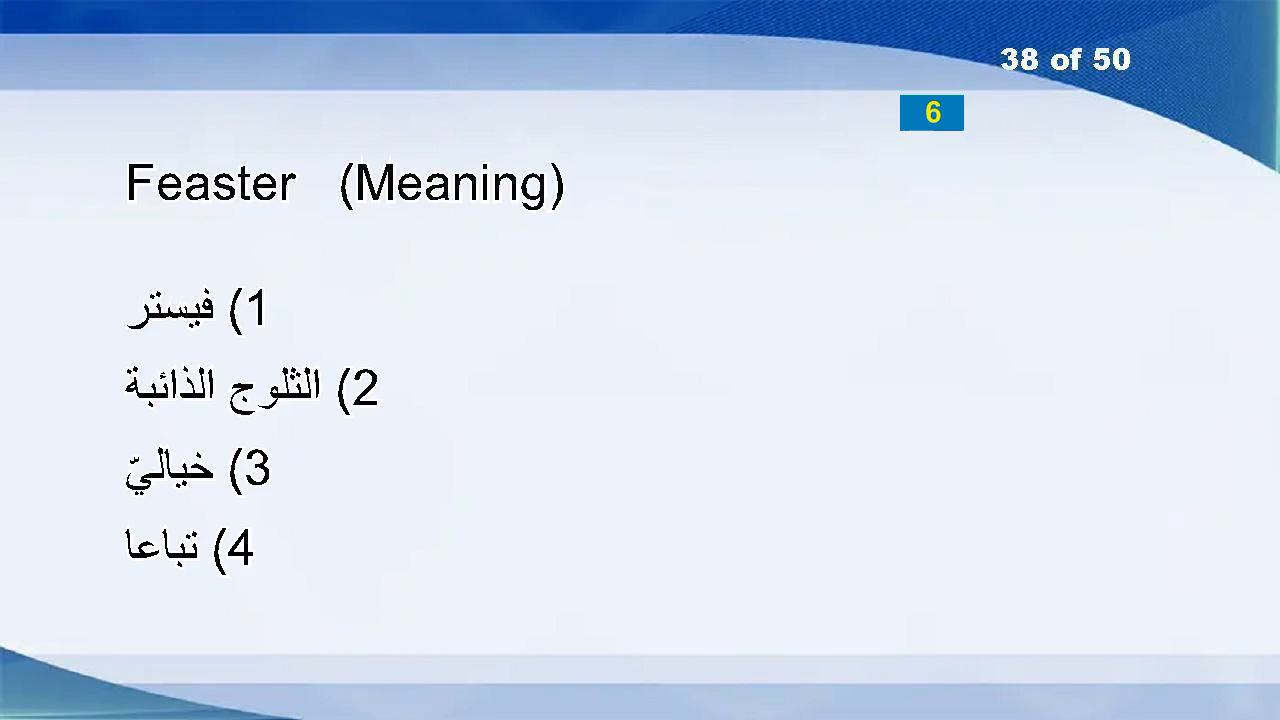 38 of 50
6
Feaster (Meaning)
1) فيستر
2) الثلوج الذائبة
3) خياليّ
4) تباعا